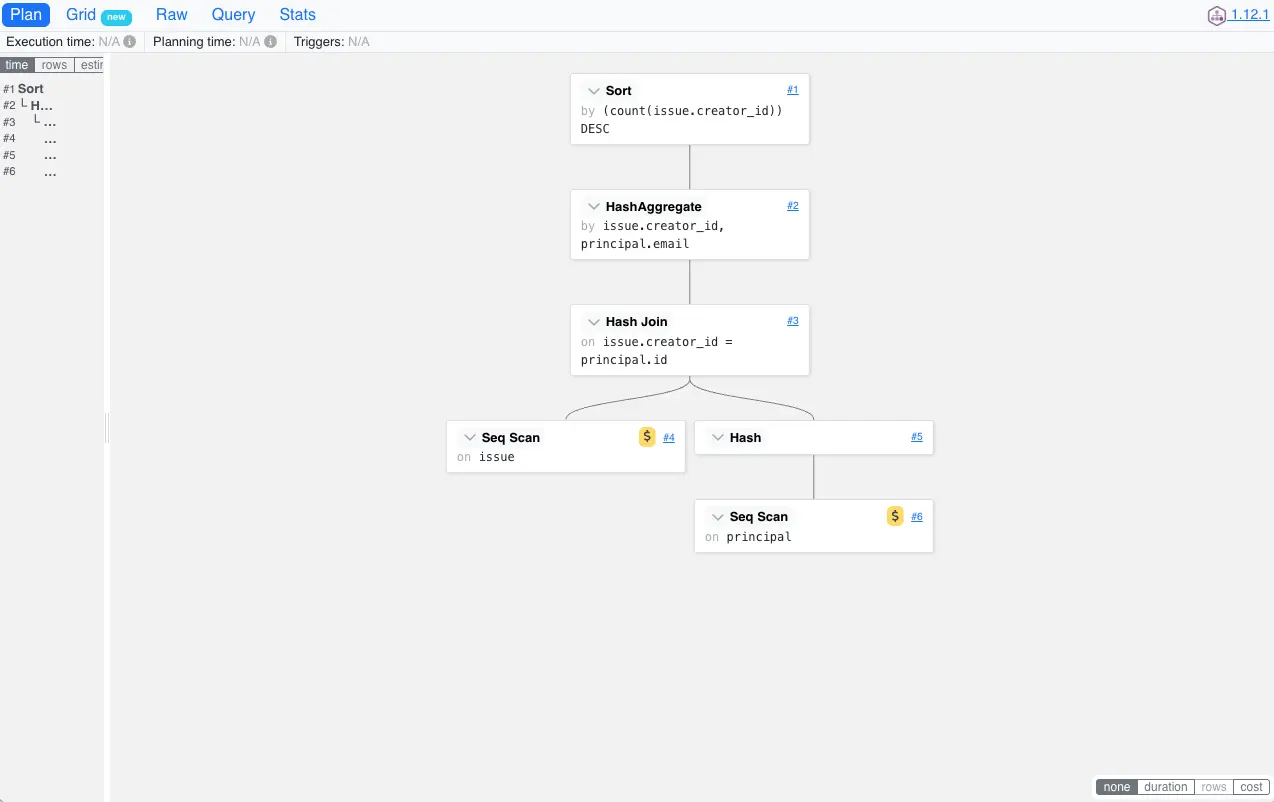 Plan Grid new Raw Query Stats 1.12.1
Execution time: N/A i Planning time: N/A i Triggers: N/A
time rows estin
#1 Sort
#2 └ H...
#3 └ ...
#4 ...
#5 ...
#6 ...
Sort #1
by (count(issue.creator_id))
DESC
HashAggregate #2
by issue.creator_id,
principal.email
Hash Join #3
on issue.creator_id =
principal.id
Seq Scan $ #4
on issue
Hash #5
Seq Scan $ #6
on principal
none duration rows cost